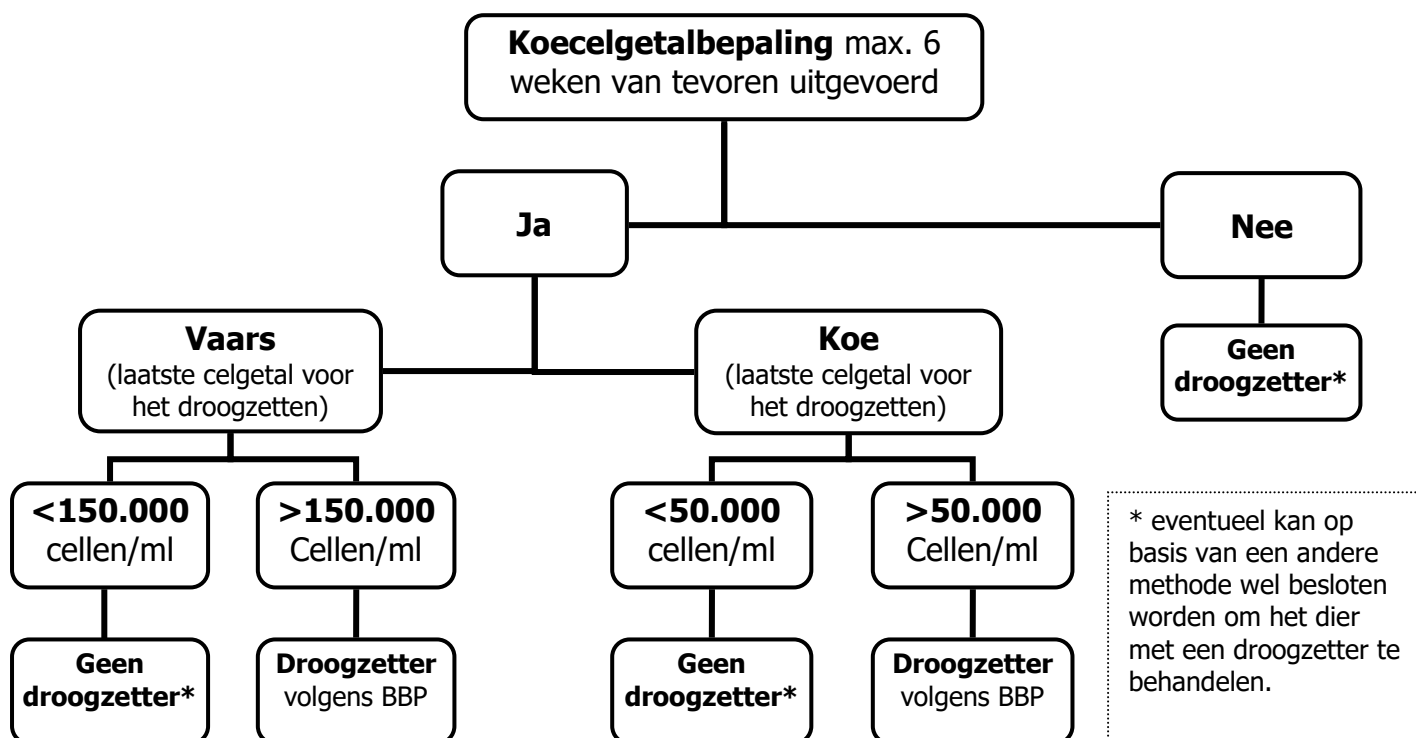 Koecelgetalbepaling max. 6
weken van tevoren uitgevoerd
Ja
Nee
Vaars
(laatste celgetal voor
het droogzetten)
Koe
(laatste celgetal voor
het droogzetten)
Geen
droogzetter*
<150.000
cellen/ml
>150.000
Cellen/ml
<50.000
cellen/ml
>50.000
Cellen/ml
* eventueel kan op
basis van een andere
methode wel besloten
worden om het dier
met een droogzetter te
behandelen.
Geen
droogzetter*
Droogzetter
volgens BBP
Geen
droogzetter*
Droogzetter
volgens BBP